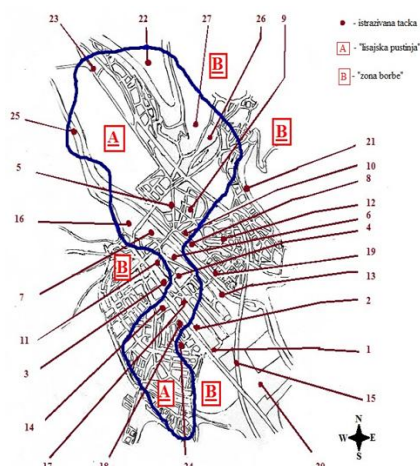 23
22
27
26
9
- istrazivana tacka
A - "lisajska pustinja"
B - "zona borbe"
B
B
A
25
21
5
10
8
16
12
6
4
B
19
7
13
11
2
3
1
14
A
B
15
17
18
24
20
N
W E
S